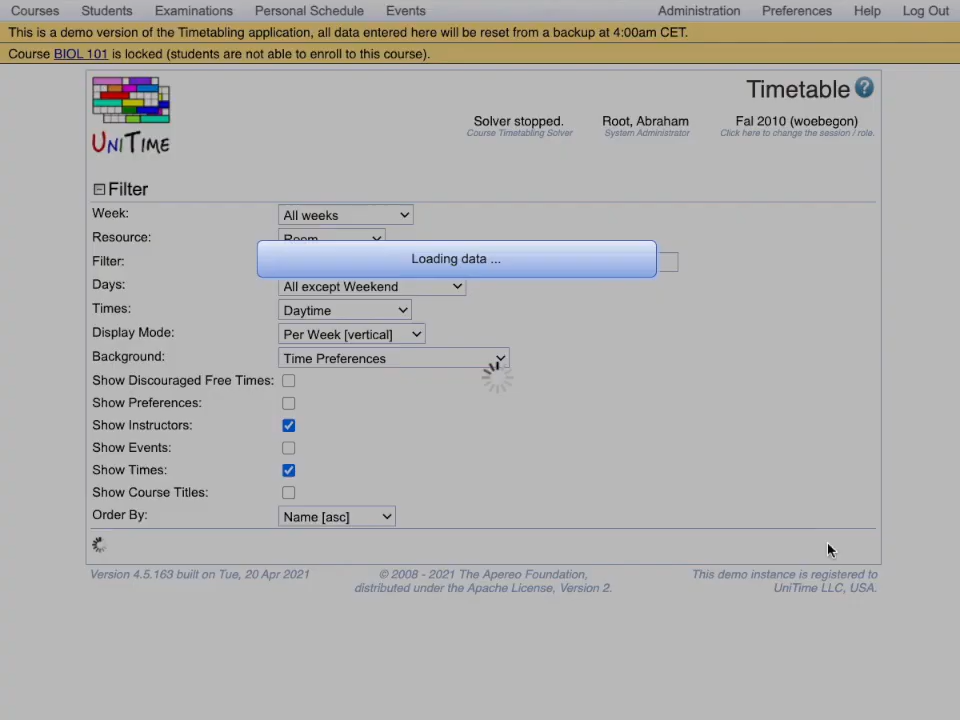 Courses Students Examinations Personal Schedule Events Administration Preferences Help Log Out
This is a demo version of the Timetabling application, all data entered here will be reset from a backup at 4:00am CET.
Course BIOL 101 is locked (students are not able to enroll to this course).
UniTime
Timetable ?
Solver stopped. Root, Abraham Fall 2010 (woebegon)
Course Timetabling Solver System Administrator Click here to change the session / role.
Filter
Week: All weeks
Resource: Room
Loading data ...
Filter:
Days: All except Weekend
Times: Daytime
Display Mode: Per Week [vertical]
Background: Time Preferences
Show Discouraged Free Times:
Show Preferences:
Show Instructors:
Show Events:
Show Times:
Show Course Titles:
Order By: Name [asc]
Version 4.5.163 built on Tue, 20 Apr 2021 © 2008 - 2021 The Apereo Foundation, This demo instance is registered to
distributed under the Apache License, Version 2. UniTime LLC, USA.